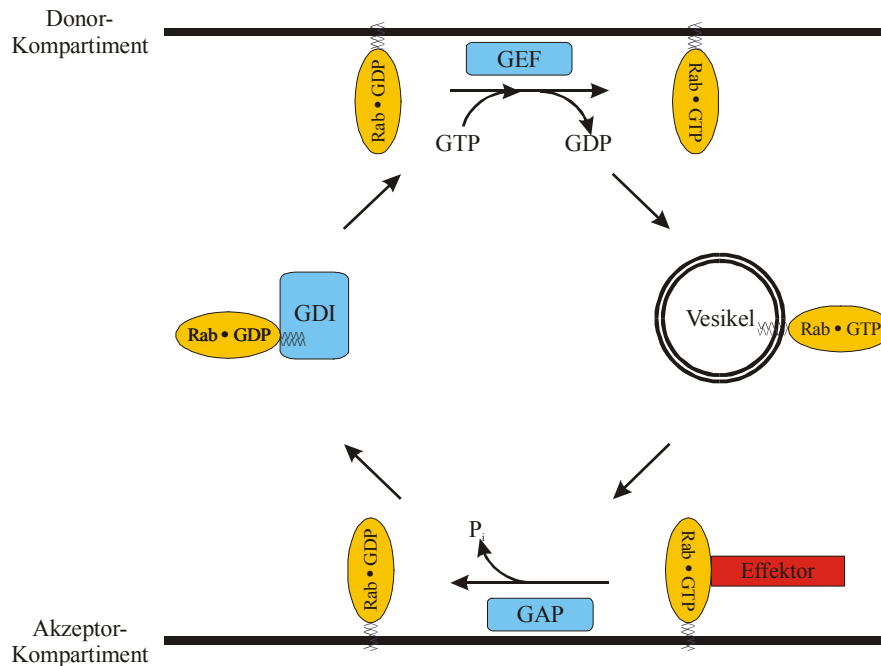 Donor-
Kompartiment
Rab • GDP
GEF
GTP
GDP
Rab • GTP
Rab • GDP
GDI
Vesikel
Rab • GTP
Rab • GDP
Pi
GAP
Rab • GTP
Effektor
Akzeptor-
Kompartiment